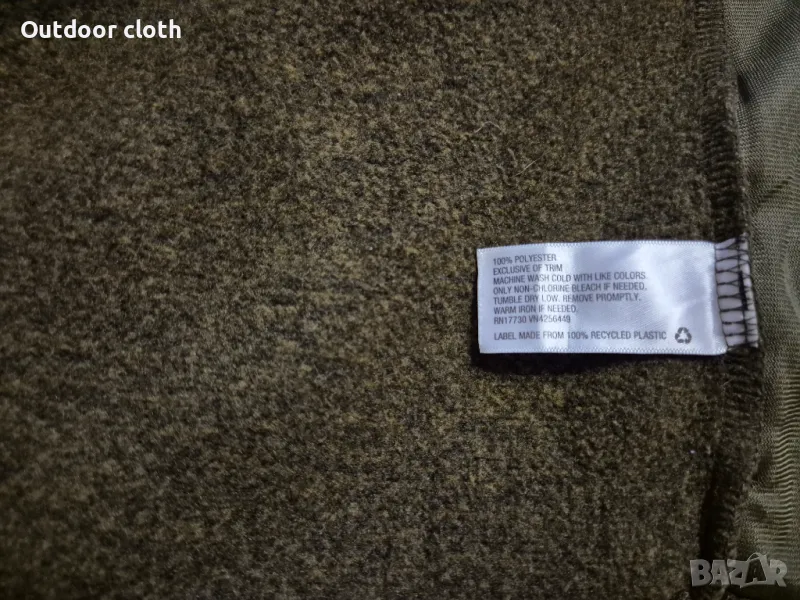 Outdoor cloth
100% POLYESTER
EXCLUSIVE OF TRIM
MACHINE WASH COLD WITH LIKE COLORS.
ONLY NON-CHLORINE BLEACH IF NEEDED.
TUMBLE DRY LOW. REMOVE PROMPTLY.
WARM IRON IF NEEDED.
RN17730 VN4256449
LABEL MADE FROM 100% RECYCLED PLASTIC
BAZAR